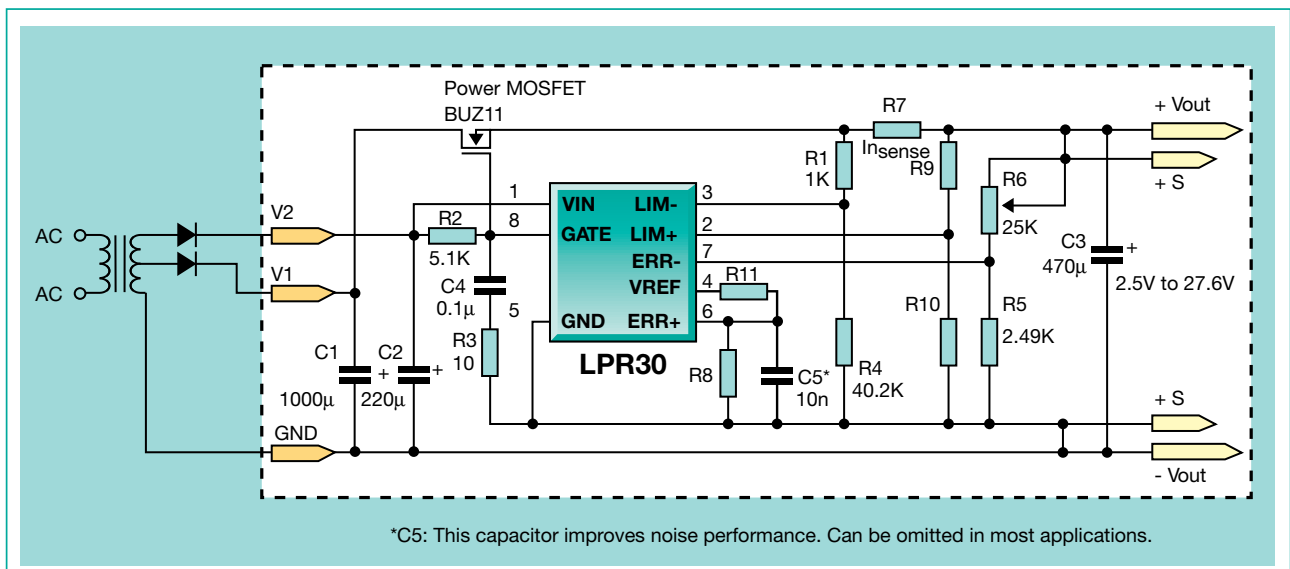 Power MOSFET
BUZ11
R7
+ Vout
Insense
R1
1K
R9
+ S
R6
25K
1
VIN
LIM-
3
V2
R2
5.1K
8
GATE
LIM+
2
AC
ERR-
7
C3
470µ
+
2.5V to 27.6V
V1
C4
0.1µ
VREF
4
R11
AC
5
GND
ERR+
6
R10
R5
2.49K
LPR30
R3
10
C1
1000µ
+
C2
220µ
+
R8
C5*
10n
R4
40.2K
+ S
GND
- Vout
*C5: This capacitor improves noise performance. Can be omitted in most applications.